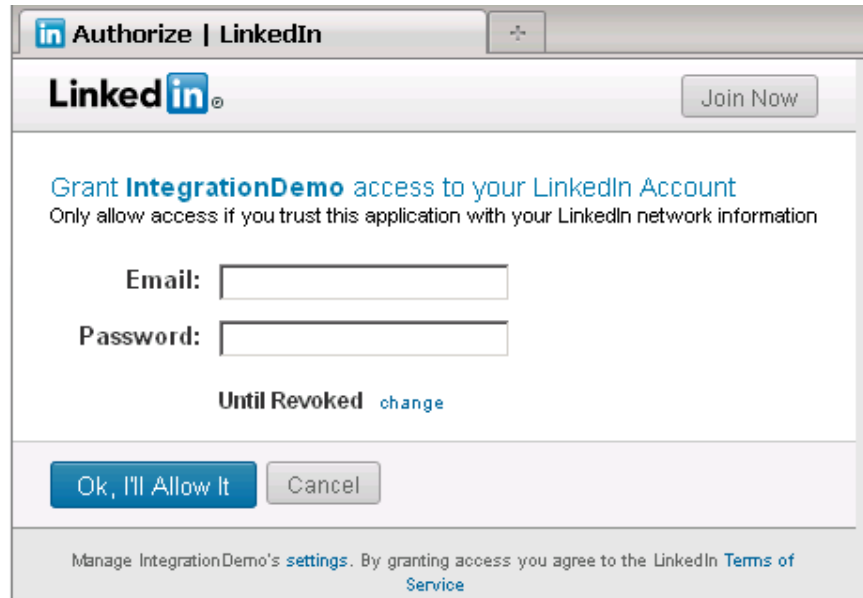 in Authorize | LinkedIn
Linked in ® Join Now
Grant IntegrationDemo access to your LinkedIn Account
Only allow access if you trust this application with your LinkedIn network information
Email:
Password:
Until Revoked change
Ok, I'll Allow It Cancel
Manage IntegrationDemo's settings. By granting access you agree to the LinkedIn Terms of
Service